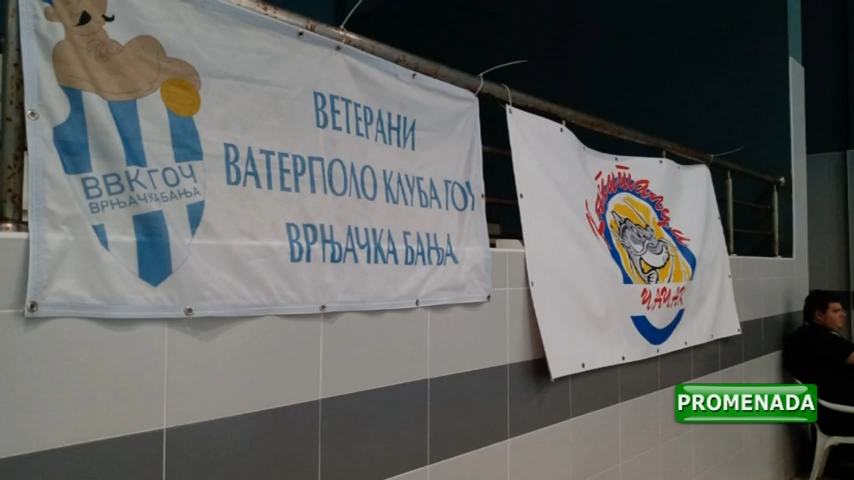 ВВК ГОЧ
ВРЊАЧКА БАЊА
ВЕТЕРАНИ
ВАТЕРПОЛО КЛУБА ГОЧ
ВРЊАЧКА БАЊА
ЧАЧАК
PROMENADA